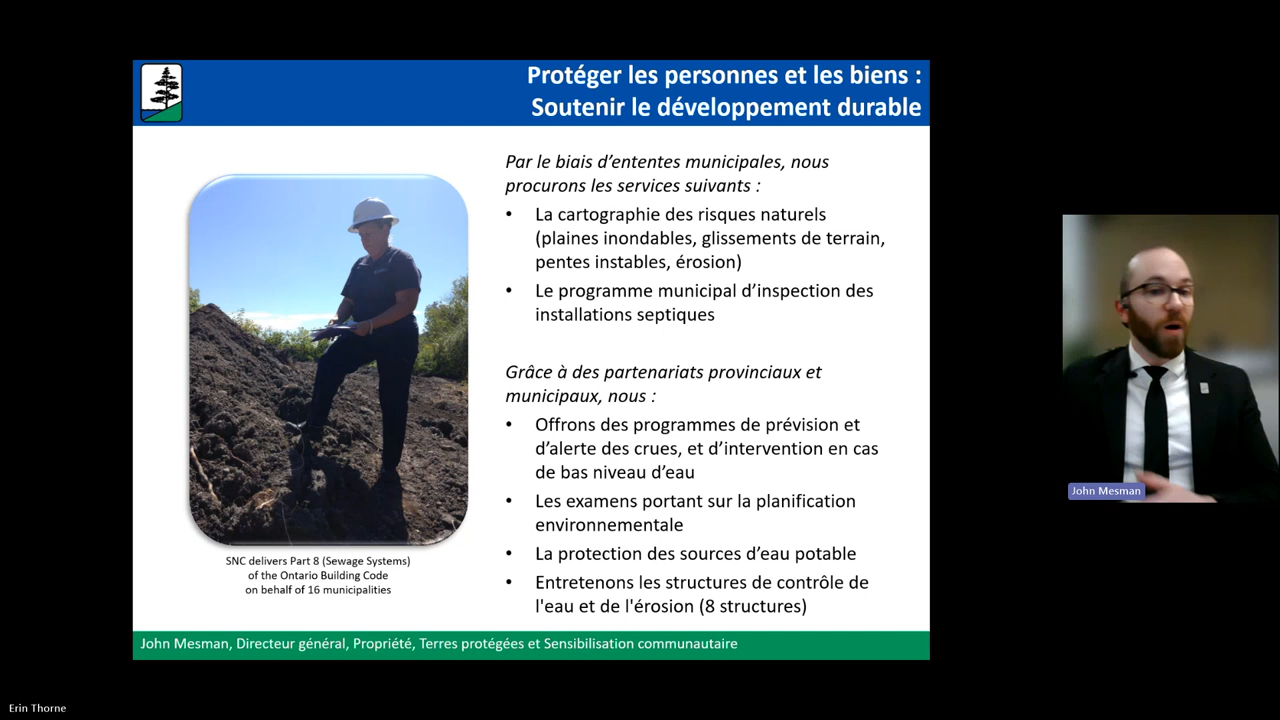 Protéger les personnes et les biens :
Soutenir le développement durable
Par le biais d’ententes municipales, nous
procurons les services suivants :
• La cartographie des risques naturels
(plaines inondables, glissements de terrain,
pentes instables, érosion)
• Le programme municipal d’inspection des
installations septiques
Grâce à des partenariats provinciaux et
municipaux, nous :
• Offrons des programmes de prévision et
d’alerte des crues, et d’intervention en cas
de bas niveau d’eau
• Les examens portant sur la planification
environnementale
• La protection des sources d’eau potable
• Entretenons les structures de contrôle de
l'eau et de l'érosion (8 structures)
SNC delivers Part 8 (Sewage Systems)
of the Ontario Building Code
on behalf of 16 municipalities
John Mesman, Directeur général, Propriété, Terres protégées et Sensibilisation communautaire
John Mesman
Erin Thorne